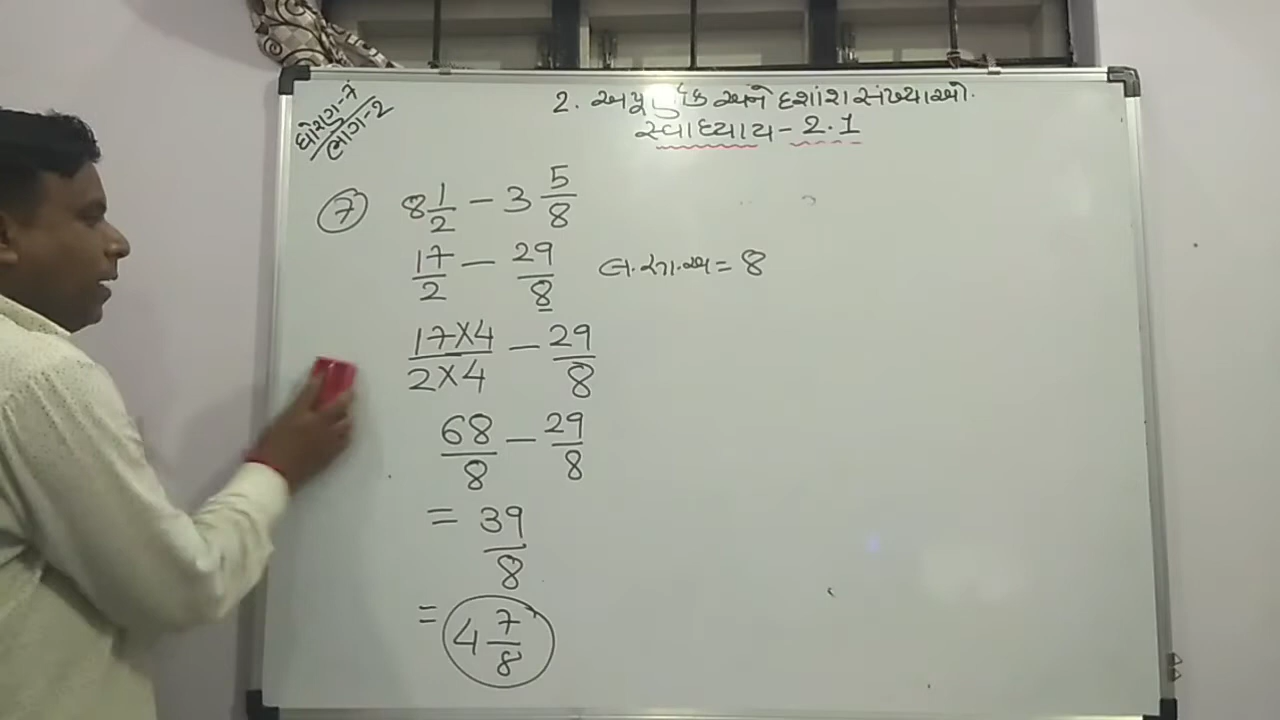 ધોરણ-7
ભાગ-2
2. અપૂર્ણાંક અને દશાંશ સંખ્યાઓ.
સ્વાધ્યાય - 2.1
7 8 1/2 - 3 5/8
17/2 - 29/8 લ.સા.અ = 8
17×4/2×4 - 29/8
68/8 - 29/8
= 39/8
= 4 7/8